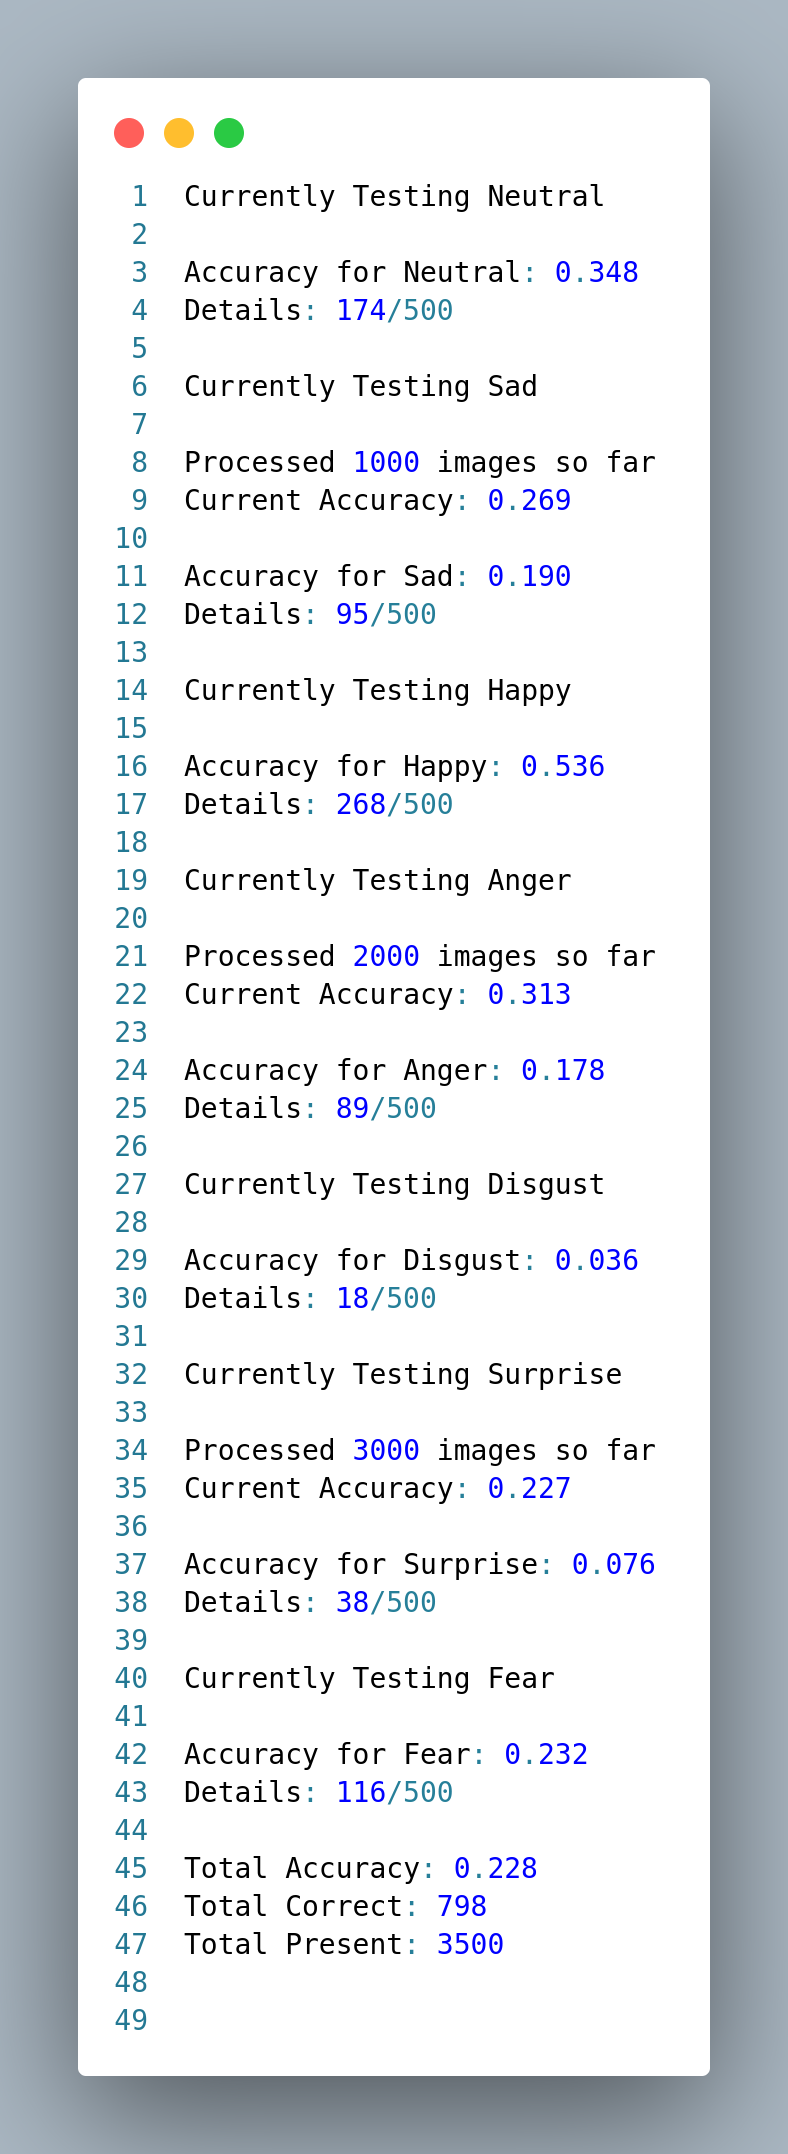 1 Currently Testing Neutral
2
3 Accuracy for Neutral: 0.348
4 Details: 174/500
5
6 Currently Testing Sad
7
8 Processed 1000 images so far
9 Current Accuracy: 0.269
10
11 Accuracy for Sad: 0.190
12 Details: 95/500
13
14 Currently Testing Happy
15
16 Accuracy for Happy: 0.536
17 Details: 268/500
18
19 Currently Testing Anger
20
21 Processed 2000 images so far
22 Current Accuracy: 0.313
23
24 Accuracy for Anger: 0.178
25 Details: 89/500
26
27 Currently Testing Disgust
28
29 Accuracy for Disgust: 0.036
30 Details: 18/500
31
32 Currently Testing Surprise
33
34 Processed 3000 images so far
35 Current Accuracy: 0.227
36
37 Accuracy for Surprise: 0.076
38 Details: 38/500
39
40 Currently Testing Fear
41
42 Accuracy for Fear: 0.232
43 Details: 116/500
44
45 Total Accuracy: 0.228
46 Total Correct: 798
47 Total Present: 3500
48
49